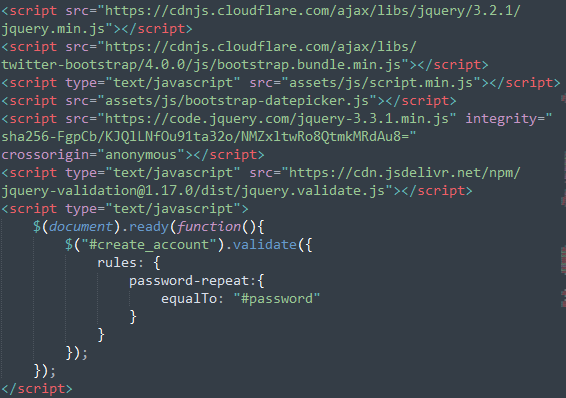 <script src="https://cdnjs.cloudflare.com/ajax/libs/jquery/3.2.1/
jquery.min.js"></script>
<script src="https://cdnjs.cloudflare.com/ajax/libs/
twitter-bootstrap/4.0.0/js/bootstrap.bundle.min.js"></script>
<script type="text/javascript" src="assets/js/script.min.js"></script>
<script src="assets/js/bootstrap-datepicker.js"></script>
<script src="https://code.jquery.com/jquery-3.3.1.min.js" integrity="
sha256-FgpCb/KJQlLNfOu91ta32o/NMZxltwRo8QtmkMRdAu8="
crossorigin="anonymous"></script>
<script type="text/javascript" src="https://cdn.jsdelivr.net/npm/
jquery-validation@1.17.0/dist/jquery.validate.js"></script>
<script type="text/javascript">
    $(document).ready(function(){
        $("#create_account").validate({
            rules: {
                password-repeat:{
                    equalTo: "#password"
                }
            }
        });
    });
</script>